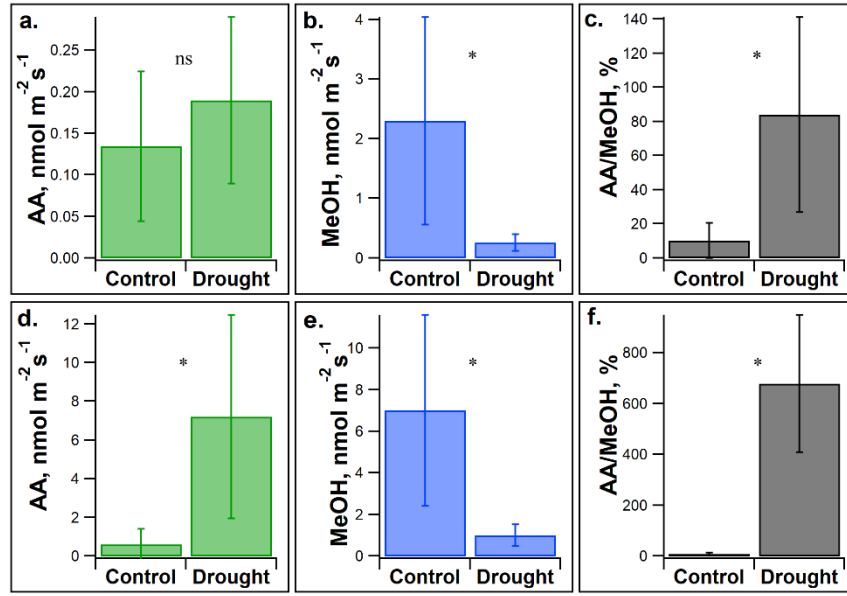 a.
AA, nmol m-2 s-1
0.25
0.20
0.15
0.10
0.05
0.00
ns
Control Drought
b.
MeOH, nmol m-2 s-1
4
3
2
1
0
*
Control Drought
c.
AA/MeOH, %
140
120
100
80
60
40
20
0
*
Control Drought
d.
AA, nmol m-2 s-1
12
10
8
6
4
2
0
*
Control Drought
e.
MeOH, nmol m-2 s-1
10
8
6
4
2
0
*
Control Drought
f.
AA/MeOH, %
800
600
400
200
0
*
Control Drought